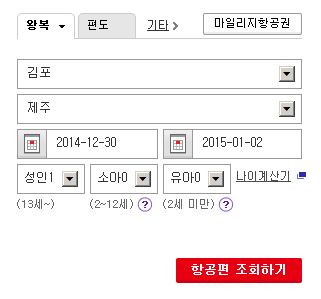 왕복 편도 기타 마일리지항공권
김포
제주
2014-12-30 2015-01-02
성인1 소아0 유아0 나이계산기
(13세~) (2~12세) ? (2세 미만) ?
항공편 조회하기